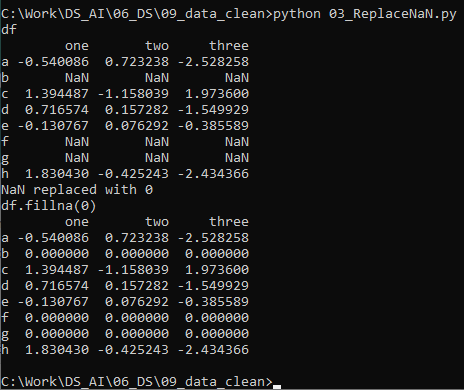 C:\Work\DS_AI\06_DS\09_data_clean>python 03_ReplaceNaN.py
df
        one       two     three
a -0.540086  0.723238 -2.528258
b       NaN       NaN       NaN
c  1.394487 -1.158039  1.973600
d  0.716574  0.157282 -1.549929
e -0.130767  0.076292 -0.385589
f       NaN       NaN       NaN
g       NaN       NaN       NaN
h  1.830430 -0.425243 -2.434366
NaN replaced with 0
df.fillna(0)
        one       two     three
a -0.540086  0.723238 -2.528258
b  0.000000  0.000000  0.000000
c  1.394487 -1.158039  1.973600
d  0.716574  0.157282 -1.549929
e -0.130767  0.076292 -0.385589
f  0.000000  0.000000  0.000000
g  0.000000  0.000000  0.000000
h  1.830430 -0.425243 -2.434366
C:\Work\DS_AI\06_DS\09_data_clean>